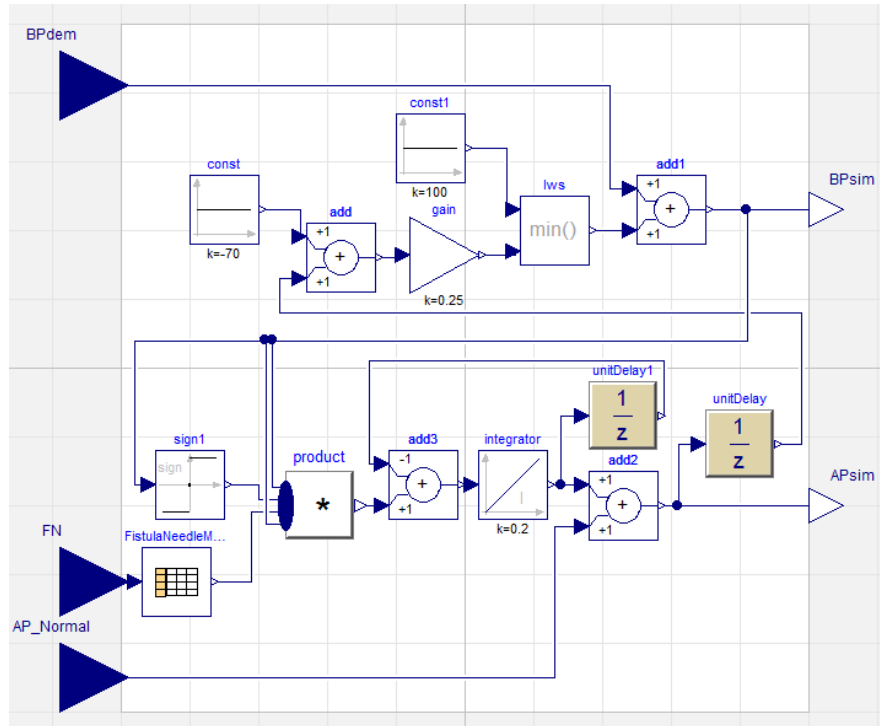 BPdem
const1
const
k=100
lws
add1
BPsim
+1
add
gain
min()
+
+1
+1
+
k=-70
+1
k=0.25
unitDelay1
unitDelay
1
z
sign1
product
add3
integrator
add2
1
z
APsim
sign
-1
+
+1
*
I
+1
+
+1
k=0.2
FN
FistulaNeedleM...
AP_Normal